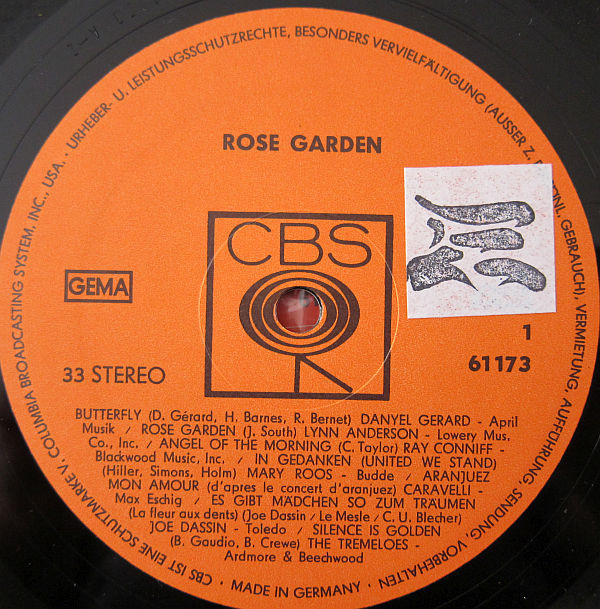 CBS IST EINE SCHUTZMARKE V. COLUMBIA BROADCASTING SYSTEM, INC., USA. · URHEBER- U. LEISTUNGSSCHUTZRECHTE, BESONDERS VERVIELFÄLTIGUNG (AUSSER Z. GEBRAUCH), VERMIETUNG, AUFFÜHRUNG, SENDUNG, VORBEHALTEN · MADE IN GERMANY ·
ROSE GARDEN
CBS
GEMA
1
33 STEREO
61173
BUTTERFLY (D. Gérard, H. Barnes, R. Bernet) DANYEL GERARD - April
Musik / ROSE GARDEN (J. South) LYNN ANDERSON - Lowery Mus.
Co., Inc. / ANGEL OF THE MORNING (C. Taylor) RAY CONNIFF -
Blackwood Music, Inc. / IN GEDANKEN (UNITED WE STAND)
(Hiller, Simons, Holm) MARY ROOS - Budde / ARANJUEZ
MON AMOUR (d'apres le concert d'aranjuez) CARAVELLI -
Max Eschig / ES GIBT MÄDCHEN SO ZUM TRÄUMEN
(La fleur aux dents) (Joe Dassin / Le Mesle / C. U. Blecher)
JOE DASSIN - Toledo / SILENCE IS GOLDEN
(B. Gaudio, B. Crewe) THE TREMELOES -
Ardmore & Beechwood